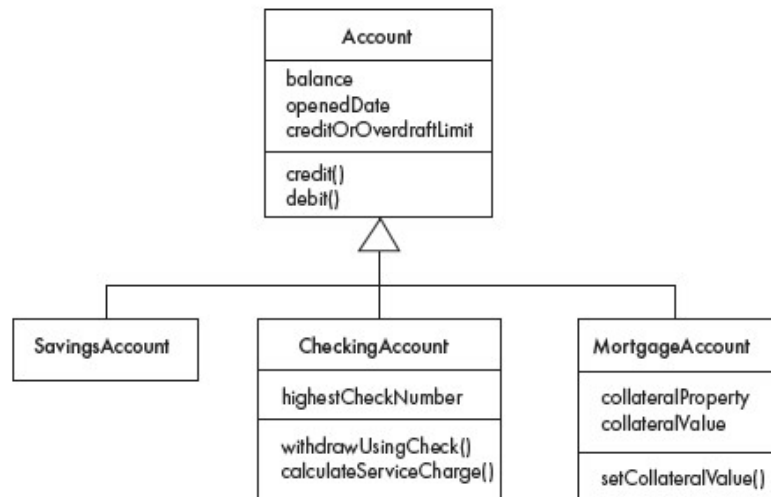 Account
balance
openedDate
creditOrOverdraftLimit
credit()
debit()
SavingsAccount
CheckingAccount
highestCheckNumber
withdrawUsingCheck()
calculateServiceCharge()
MortgageAccount
collateralProperty
collateralValue
setCollateralValue()